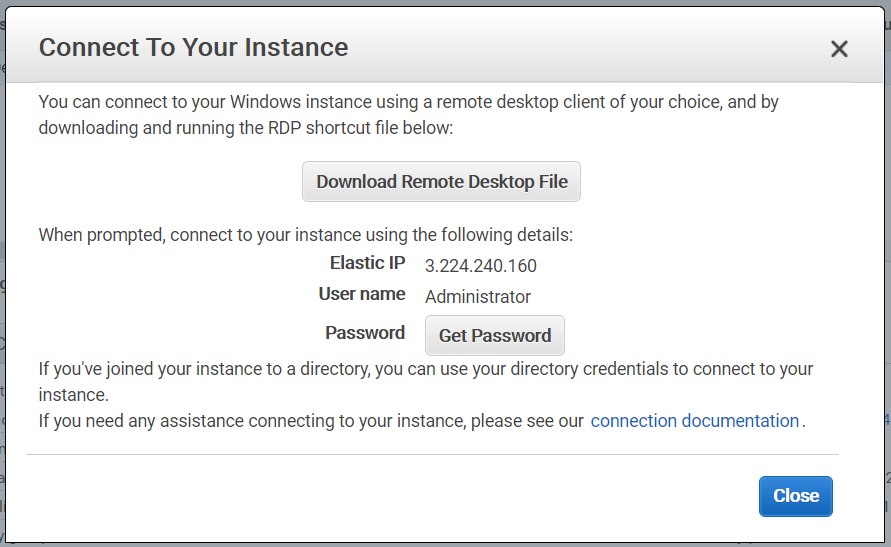 Connect To Your Instance
You can connect to your Windows instance using a remote desktop client of your choice, and by
downloading and running the RDP shortcut file below:
Download Remote Desktop File
When prompted, connect to your instance using the following details:
Elastic IP 3.224.240.160
User name Administrator
Password Get Password
If you've joined your instance to a directory, you can use your directory credentials to connect to your
instance.
If you need any assistance connecting to your instance, please see our connection documentation.
Close